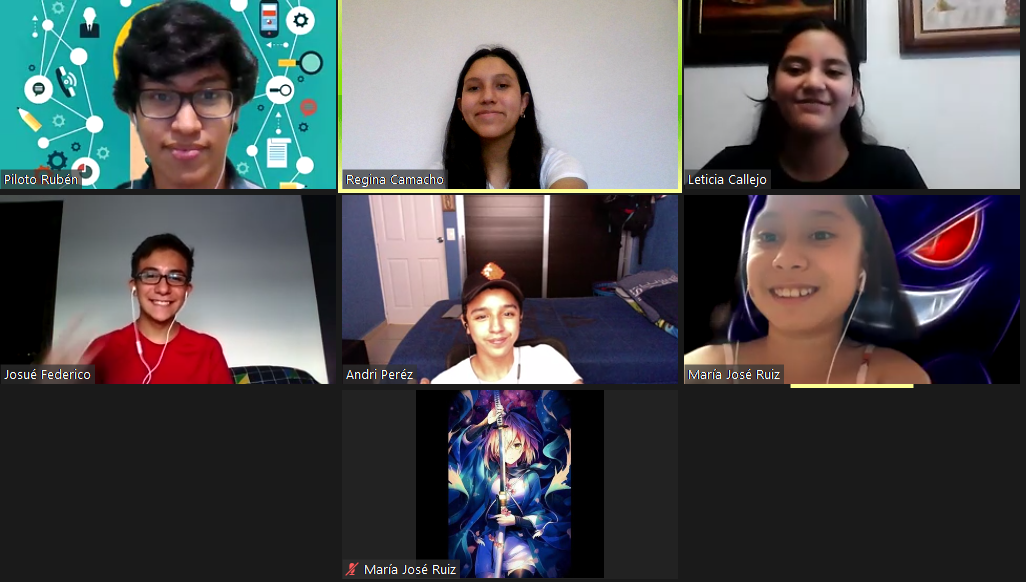 Piloto Rubén
Regina Camacho
Leticia Callejo
Josué Federico
Andri Peréz
María José Ruiz
María José Ruiz